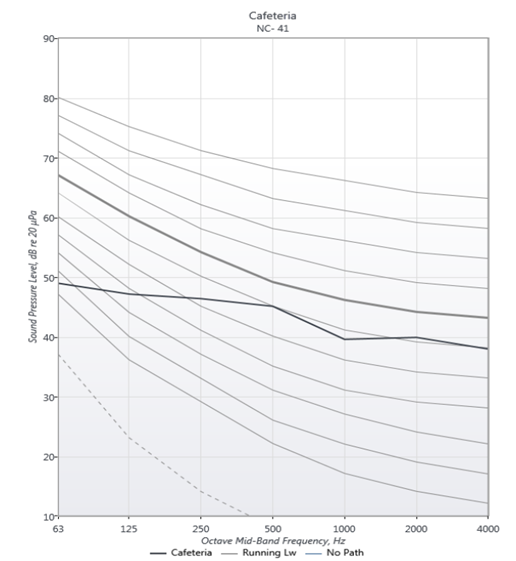 Cafeteria
NC- 41
90
80
70
60
50
40
30
20
10
Sound Pressure Level, dB re 20 µPa
63 125 250 500 1000 2000 4000
Octave Mid-Band Frequency, Hz
Cafeteria Running Lw No Path